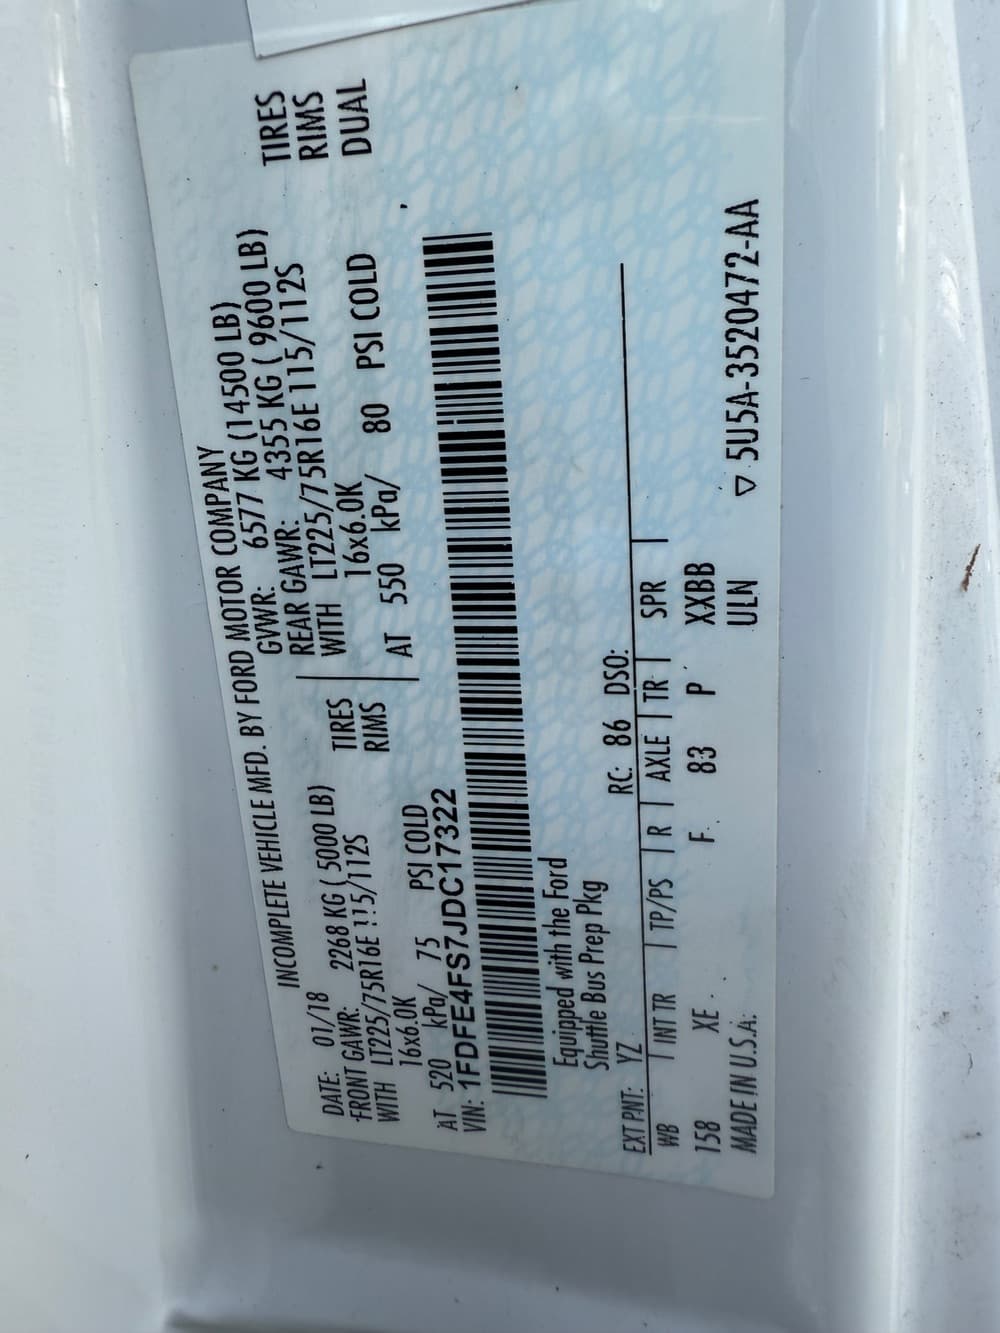 INCOMPLETE VEHICLE MFD. BY FORD MOTOR COMPANY
DATE: 01/18 GVWR: 6577 KG (14500 LB)
FRONT GAWR: 2268 KG ( 5000 LB) REAR GAWR: 4355 KG ( 9600 LB)
WITH LT225/75R16E 115/112S TIRES WITH LT225/75R16E 115/112S TIRES
16x6.0K RIMS 16x6.0K RIMS
AT 520 kPa/ 75 PSI COLD AT 550 kPa/ 80 PSI COLD DUAL
VIN: 1FDFE4FS7JDC17322
Equipped with the Ford
Shuttle Bus Prep Pkg
EXT PNT: YZ RC: 86 DSO:
WB INT TR TP/PS R AXLE TR SPR
158 XE F 83 P XXBB
MADE IN U.S.A. ULN ▽ 5U5A-3520472-AA